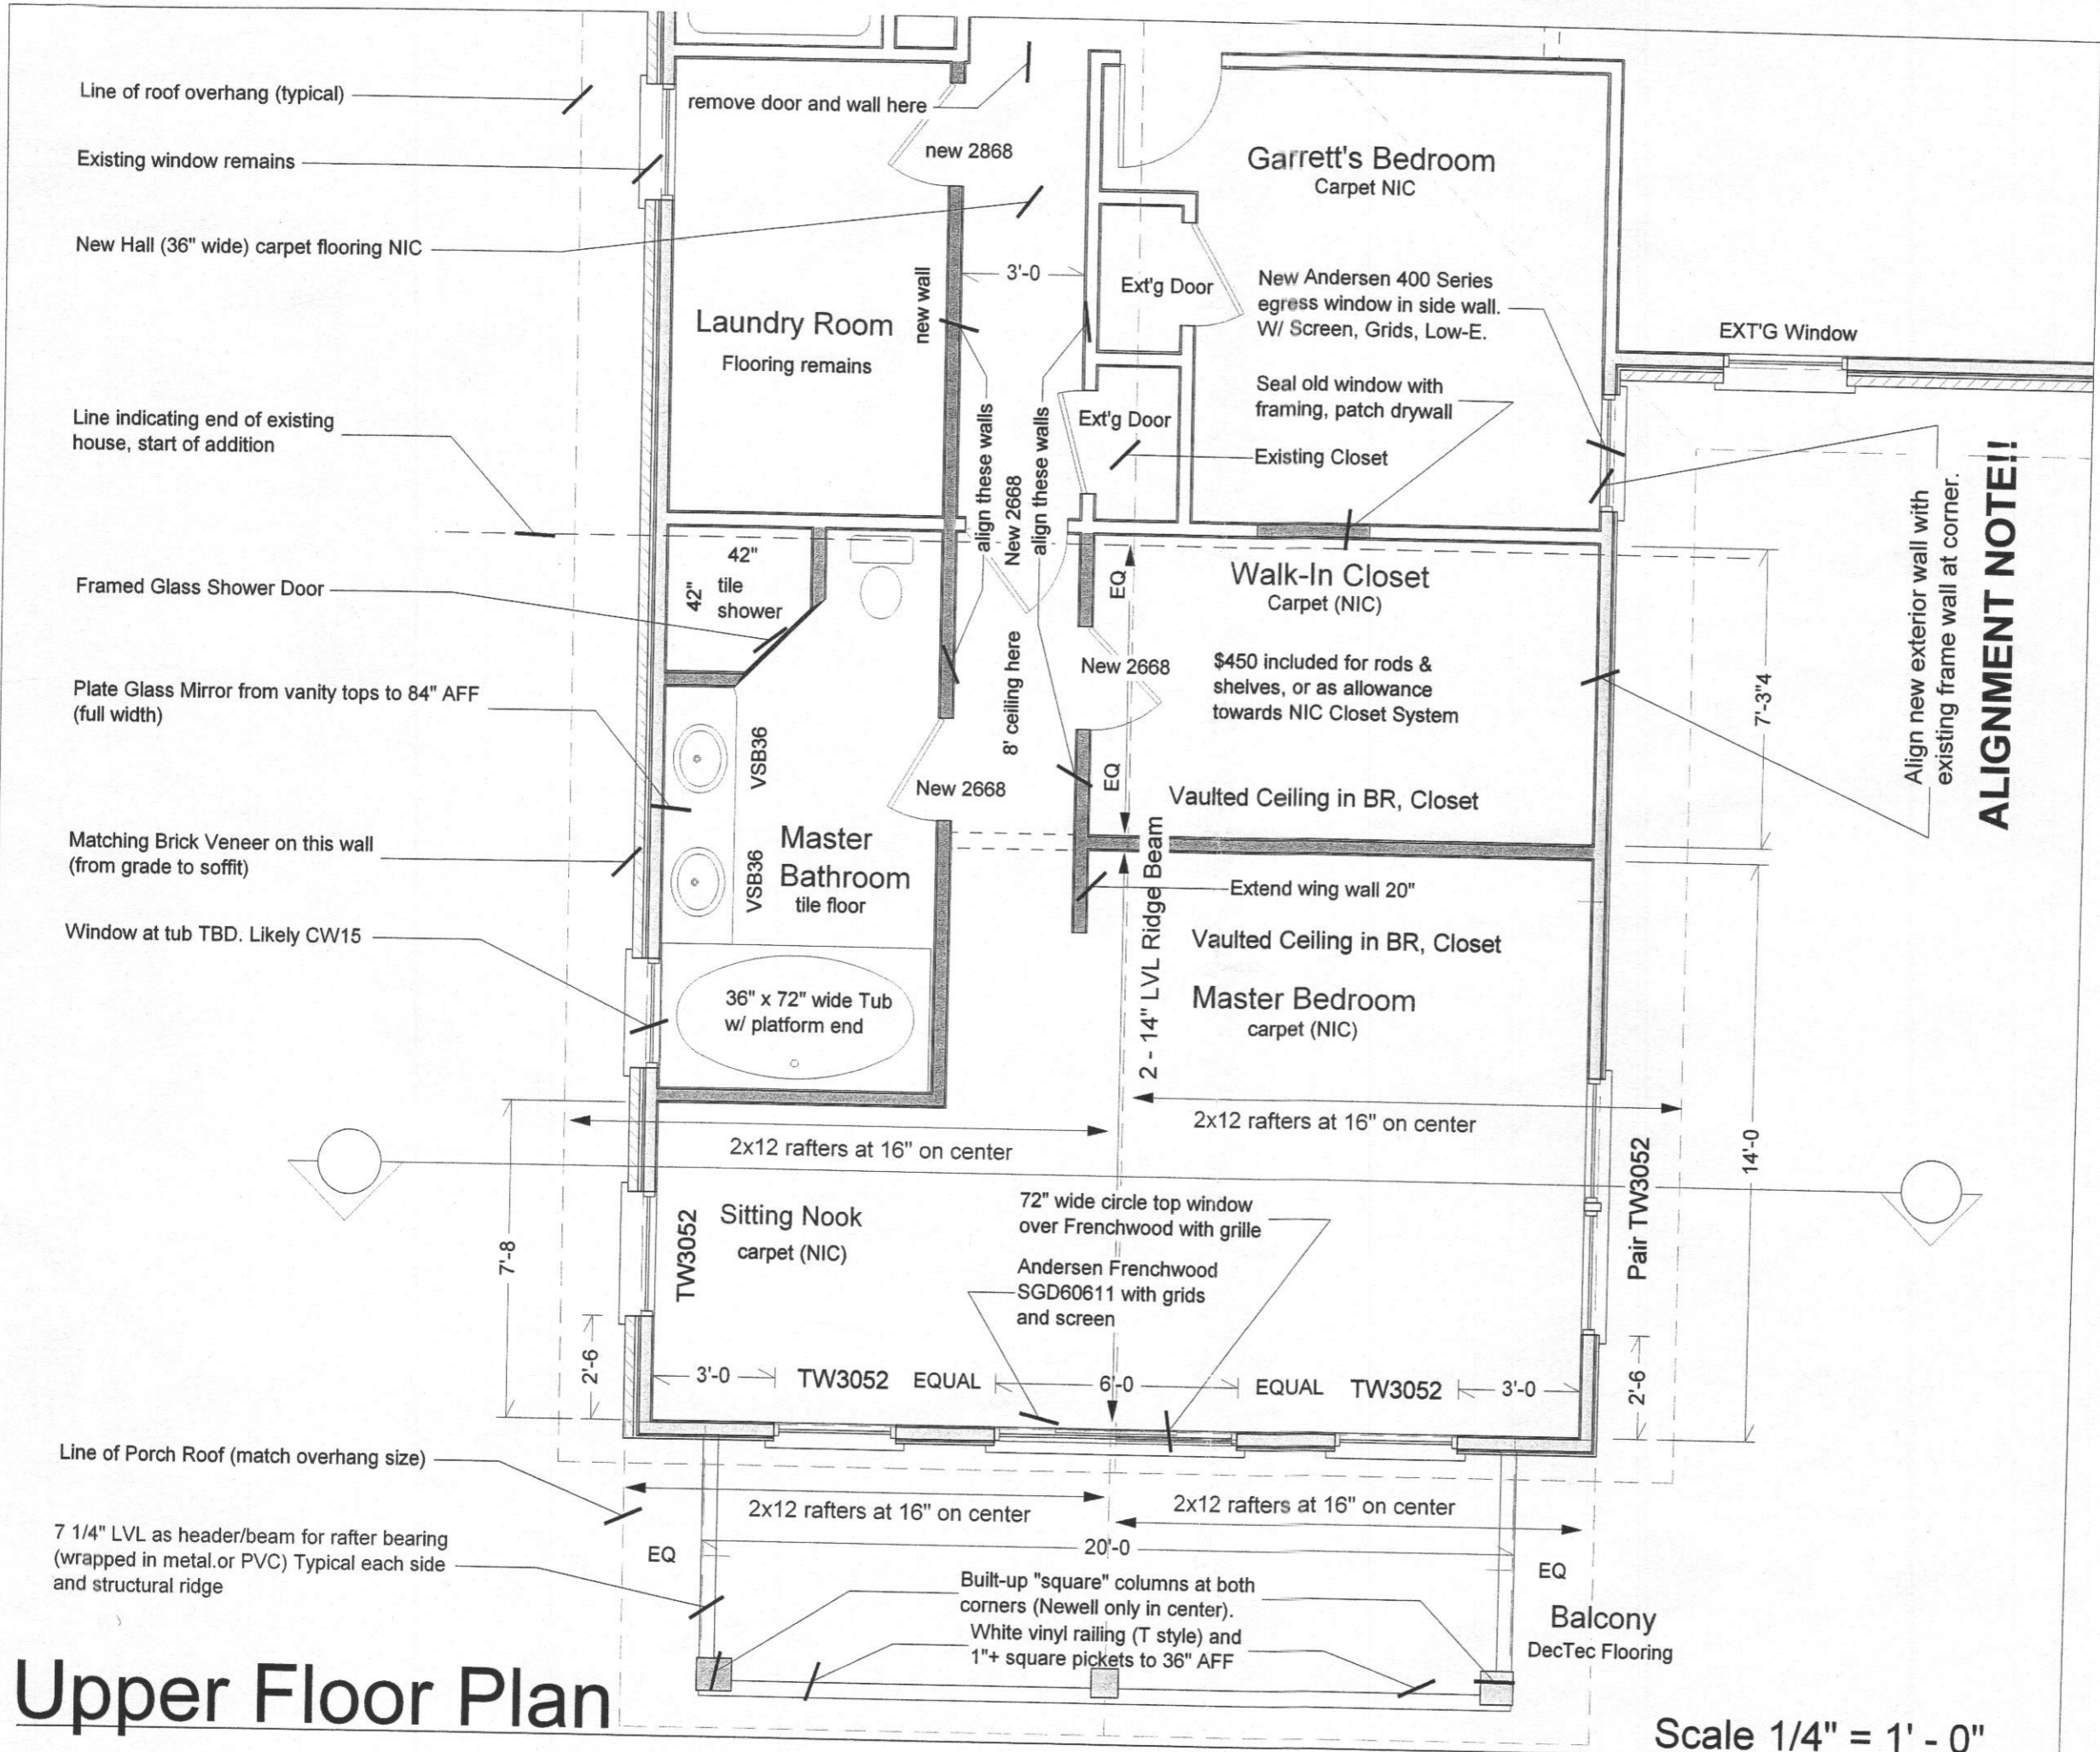 Line of roof overhang (typical)
Existing window remains
New Hall (36" wide) carpet flooring NIC
Line indicating end of existing
house, start of addition
Framed Glass Shower Door
Plate Glass Mirror from vanity tops to 84" AFF
(full width)
Matching Brick Veneer on this wall
(from grade to soffit)
Window at tub TBD. Likely CW15
7'-8
2'-6
Line of Porch Roof (match overhang size)
7 1/4" LVL as header/beam for rafter bearing
(wrapped in metal.or PVC) Typical each side
and structural ridge
Upper Floor Plan
remove door and wall here
new 2868
Laundry Room
Flooring remains
new wall
3'-0
align these walls
New 2668
align these walls
Ext'g Door
Ext'g Door
Garrett's Bedroom
Carpet NIC
New Andersen 400 Series
egress window in side wall.
W/ Screen, Grids, Low-E.
Seal old window with
framing, patch drywall
Existing Closet
EXT'G Window
Align new exterior wall with
existing frame wall at corner.
ALIGNMENT NOTE!!
42"
42"
tile
shower
VSB36
VSB36
Master
Bathroom
tile floor
36" x 72" wide Tub
w/ platform end
New 2668
8' ceiling here
New 2668
EQ
EQ
Walk-In Closet
Carpet (NIC)
$450 included for rods &
shelves, or as allowance
towards NIC Closet System
Vaulted Ceiling in BR, Closet
7'-3"4
Extend wing wall 20"
Vaulted Ceiling in BR, Closet
Master Bedroom
carpet (NIC)
2 - 14" LVL Ridge Beam
2x12 rafters at 16" on center
2x12 rafters at 16" on center
14'-0
Pair TW3052
2'-6
TW3052
Sitting Nook
carpet (NIC)
72" wide circle top window
over Frenchwood with grille
Andersen Frenchwood
SGD60611 with grids
and screen
3'-0
TW3052
EQUAL
6'-0
EQUAL
TW3052
3'-0
2x12 rafters at 16" on center
2x12 rafters at 16" on center
EQ
20'-0
EQ
Built-up "square" columns at both
corners (Newell only in center).
White vinyl railing (T style) and
1"+ square pickets to 36" AFF
Balcony
DecTec Flooring
Scale 1/4" = 1' - 0"